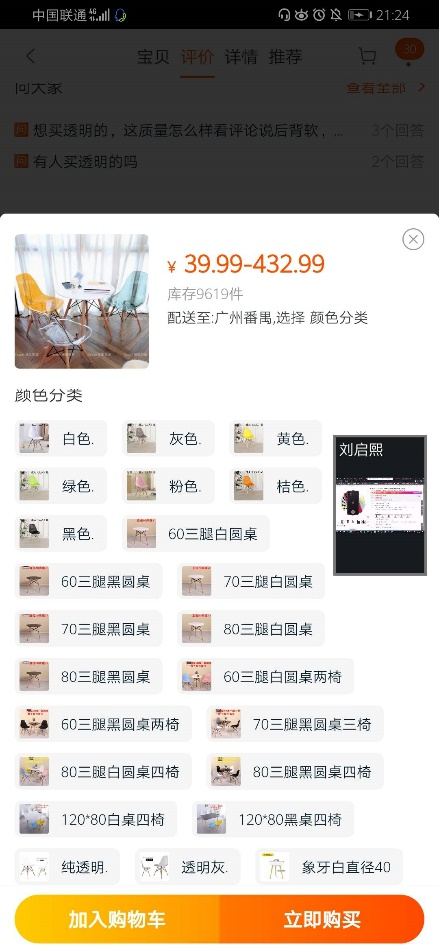 中国联通 4G 21:24
宝贝 评价 详情 推荐 30
问大家 查看全部
问 想买透明的，这质量怎么样看评论说后背软，... 3个回答
问 有人买透明的吗 2个回答
¥ 39.99-432.99
库存9619件
配送至:广州番禺,选择 颜色分类
颜色分类
白色. 灰色. 黄色.
刘启熙
绿色. 粉色. 桔色.
黑色. 60三腿白圆桌
60三腿黑圆桌 70三腿白圆桌
70三腿黑圆桌 80三腿白圆桌
80三腿黑圆桌 60三腿白圆桌两椅
60三腿黑圆桌两椅 70三腿黑圆桌三椅
80三腿白圆桌四椅 80三腿黑圆桌四椅
120*80白桌四椅 120*80黑桌四椅
纯透明. 透明灰. 象牙白直径40
加入购物车 立即购买